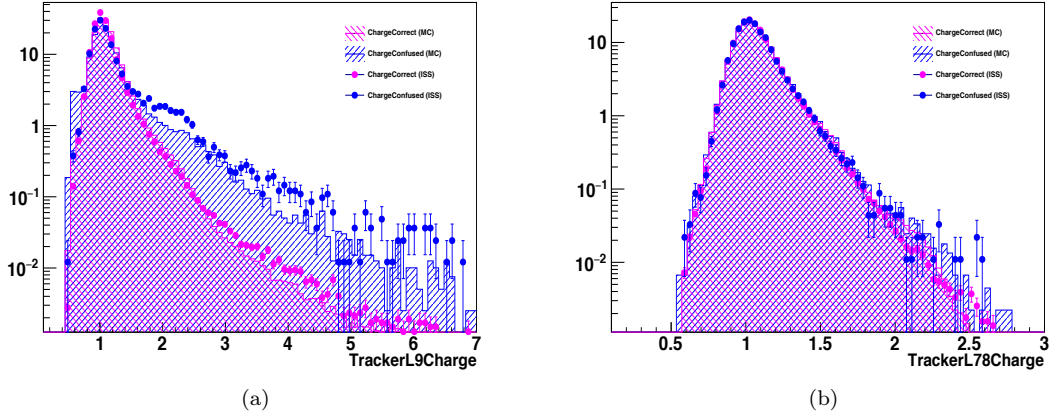 ChargeCorrect (MC)
ChargeConfused (MC)
ChargeCorrect (ISS)
ChargeConfused (ISS)
10
1
10⁻¹
10⁻²
1 2 3 4 5 6 7
TrackerL9Charge
(a)
ChargeCorrect (MC)
ChargeConfused (MC)
ChargeCorrect (ISS)
ChargeConfused (ISS)
10
1
10⁻¹
10⁻²
0.5 1 1.5 2 2.5 3
TrackerL78Charge
(b)